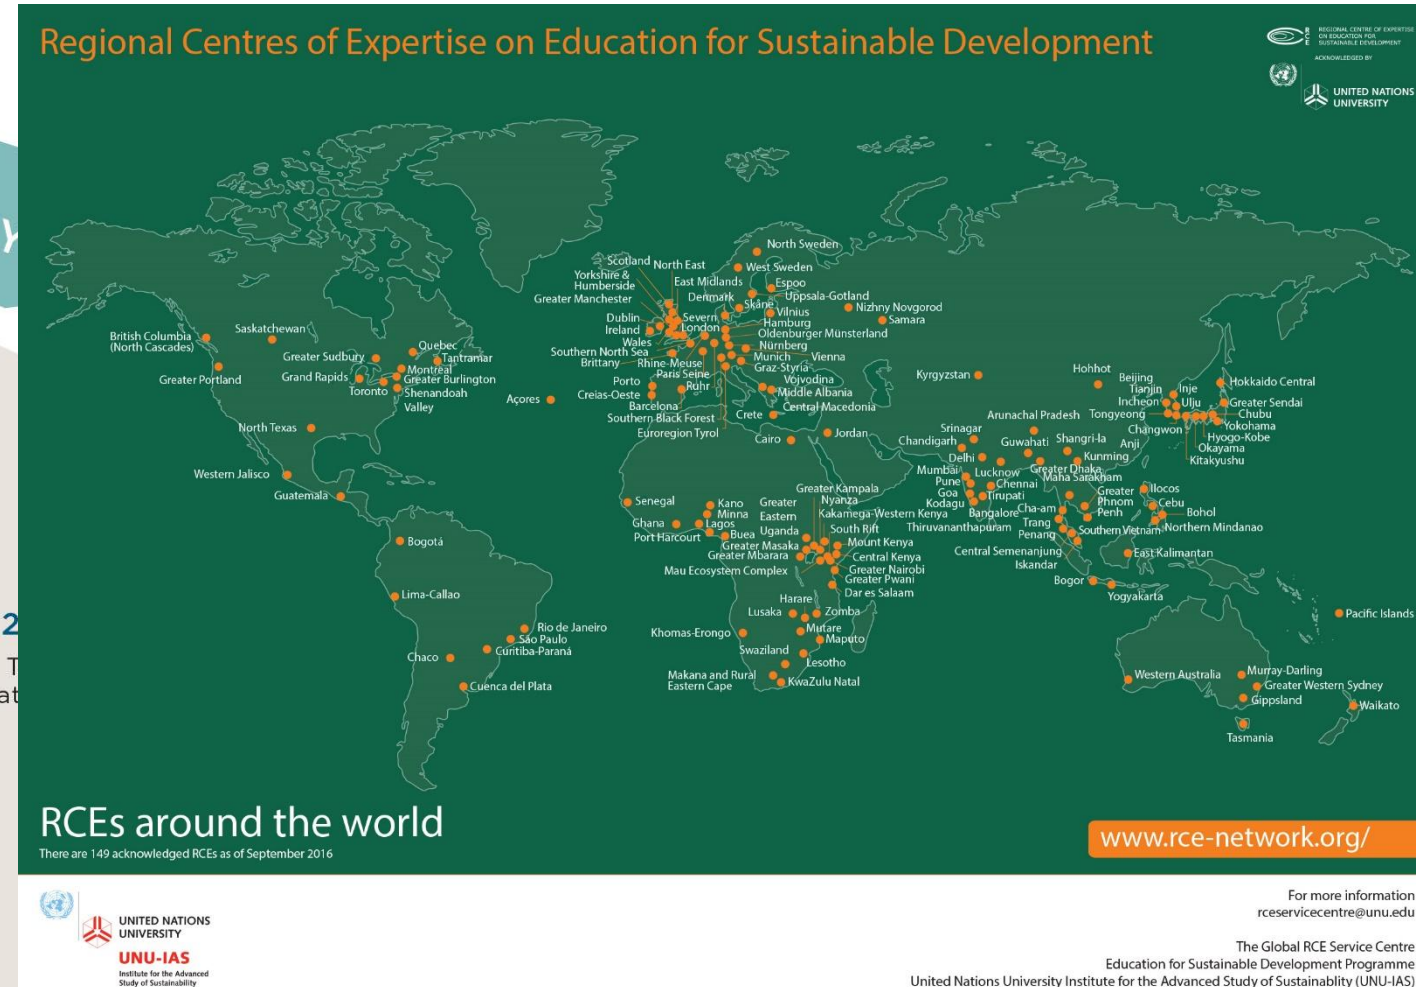 Regional Centres of Expertise on Education for Sustainable Development
REGIONAL CENTRE OF EXPERTISE
ON EDUCATION FOR
SUSTAINABLE DEVELOPMENT
ACKNOWLEDGED BY
UNITED NATIONS
UNIVERSITY
North Sweden
West Sweden
Scotland
North East
Yorkshire &
Humberside
East Midlands
Espoo
Greater Manchester
Denmark
Uppsala-Gotland
Skåne
Nizhny Novgorod
Dublin
Severn
Vilnius
Samara
Ireland
London
Hamburg
Wales
Oldenburger Münsterland
Southern North Sea
Nürnberg
Brittany
Rhine-Meuse
Munich
Vienna
Paris Seine
Graz-Styria
Porto
Ruhr
Vojvodina
Creias-Oeste
Middle Albania
Barcelona
Crete
Central Macedonia
Southern Black Forest
Euroregion Tyrol
Açores
British Columbia
(North Cascades)
Saskatchewan
Greater Portland
Greater Sudbury
Quebec
Tantramar
Montreal
Grand Rapids
Greater Burlington
Toronto
Shenandoah
Valley
North Texas
Western Jalisco
Guatemala
Bogotá
Lima-Callao
Rio de Janeiro
São Paulo
Curitiba-Paraná
Chaco
Cuenca del Plata
Cairo
Jordan
Senegal
Kano
Minna
Ghana
Lagos
Port Harcourt
Buea
Greater
Eastern
Uganda
Greater Kampala
Nyanza
Kakamega-Western Kenya
South Rift
Greater Masaka
Mount Kenya
Greater Mbarara
Central Kenya
Mau Ecosystem Complex
Greater Nairobi
Greater Pwani
Dar es Salaam
Harare
Lusaka
Zomba
Khomas-Erongo
Mutare
Maputo
Swaziland
Lesotho
Makana and Rural
Eastern Cape
KwaZulu Natal
Kyrgyzstan
Hohhot
Beijing
Tianjin
Inje
Hokkaido Central
Incheon
Ulju
Greater Sendai
Tongyeong
Chubu
Changwon
Yokohama
Hyogo-Kobe
Okayama
Kitakyushu
Arunachal Pradesh
Srinagar
Chandigarh
Guwahati
Shangri-la
Anji
Delhi
Kunming
Mumbai
Lucknow
Greater Dhaka
Pune
Chennai
Maha Sarakham
Goa
Tirupati
Kodagu
Bangalore
Thiruvananthapuram
Cha-am
Greater
Phnom
Penh
Trang
Penang
Southern Vietnam
Central Semenanjung
Iskandar
Ilocos
Cebu
Bohol
Northern Mindanao
East Kalimantan
Bogor
Yogyakarta
Pacific Islands
Western Australia
Murray-Darling
Greater Western Sydney
Gippsland
Waikato
Tasmania
RCEs around the world
There are 149 acknowledged RCEs as of September 2016
www.rce-network.org/
UNITED NATIONS
UNIVERSITY
UNU-IAS
Institute for the Advanced
Study of Sustainability
For more information
rceservicecentre@unu.edu
The Global RCE Service Centre
Education for Sustainable Development Programme
United Nations University Institute for the Advanced Study of Sustainablity (UNU-IAS)